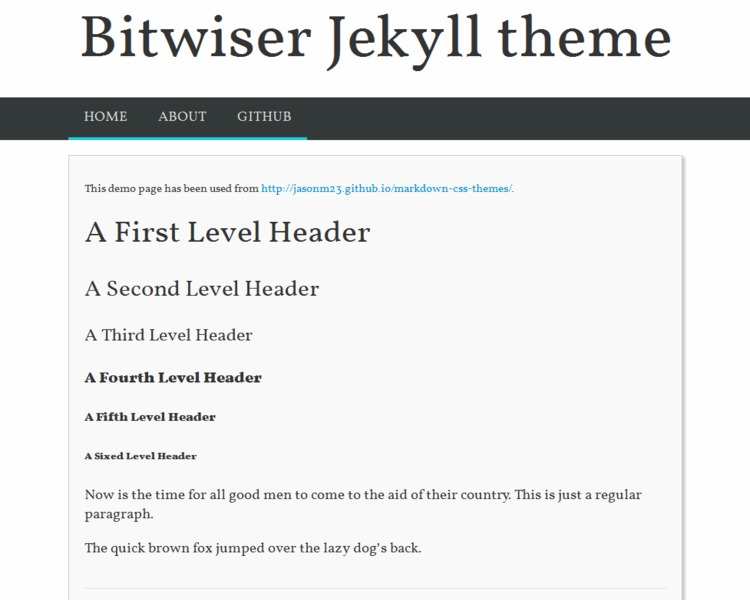 Bitwiser Jekyll theme
HOME ABOUT GITHUB
This demo page has been used from http://jasonm23.github.io/markdown-css-themes/.
A First Level Header
A Second Level Header
A Third Level Header
A Fourth Level Header
A Fifth Level Header
A Sixed Level Header
Now is the time for all good men to come to the aid of their country. This is just a regular
paragraph.
The quick brown fox jumped over the lazy dog's back.